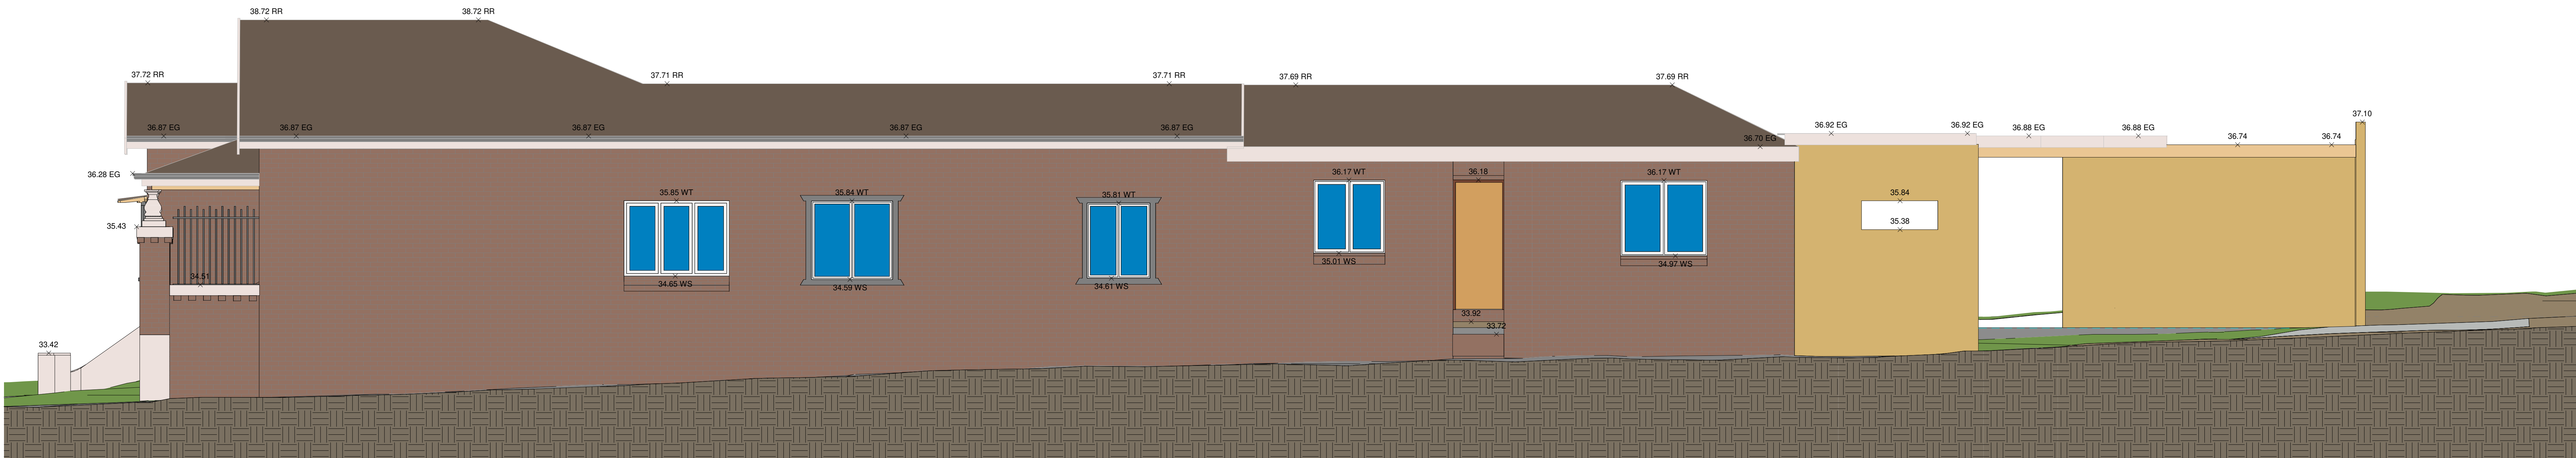 38.72 RR
38.72 RR
37.72 RR
37.71 RR
37.71 RR
37.69 RR
37.69 RR
37.10
36.87 EG
36.87 EG
36.87 EG
36.87 EG
36.87 EG
36.92 EG
36.92 EG
36.88 EG
36.88 EG
36.74
36.74
36.70 EG
36.28 EG
36.17 WT
36.18
36.17 WT
35.85 WT
35.84 WT
35.81 WT
35.84
35.43
35.38
35.01 WS
34.97 WS
34.51
34.65 WS
34.59 WS
34.61 WS
33.92
33.72
33.42